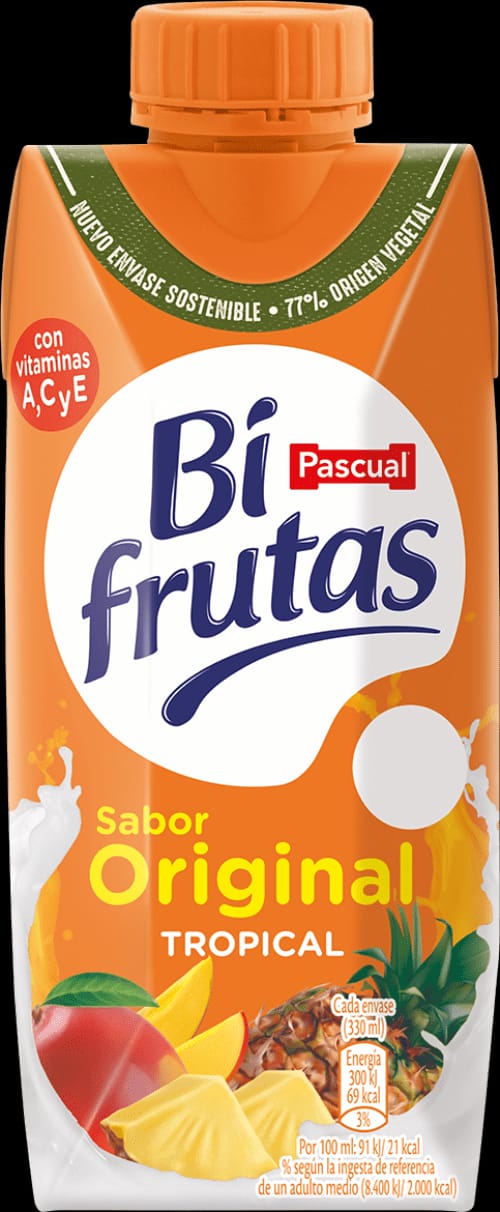 NUEVO ENVASE SOSTENIBLE • 77% ORIGEN VEGETAL
con
vitaminas
A,C y E
Bi
Pascual
frutas
Sabor
Original
TROPICAL
Cada envase
(330 ml)
Energía
300 kJ
69 kcal
3%
Por 100 ml: 91 kJ/ 21 kcal
% según la ingesta de referencia
de un adulto medio (8.400 kJ/ 2.000 kcal)